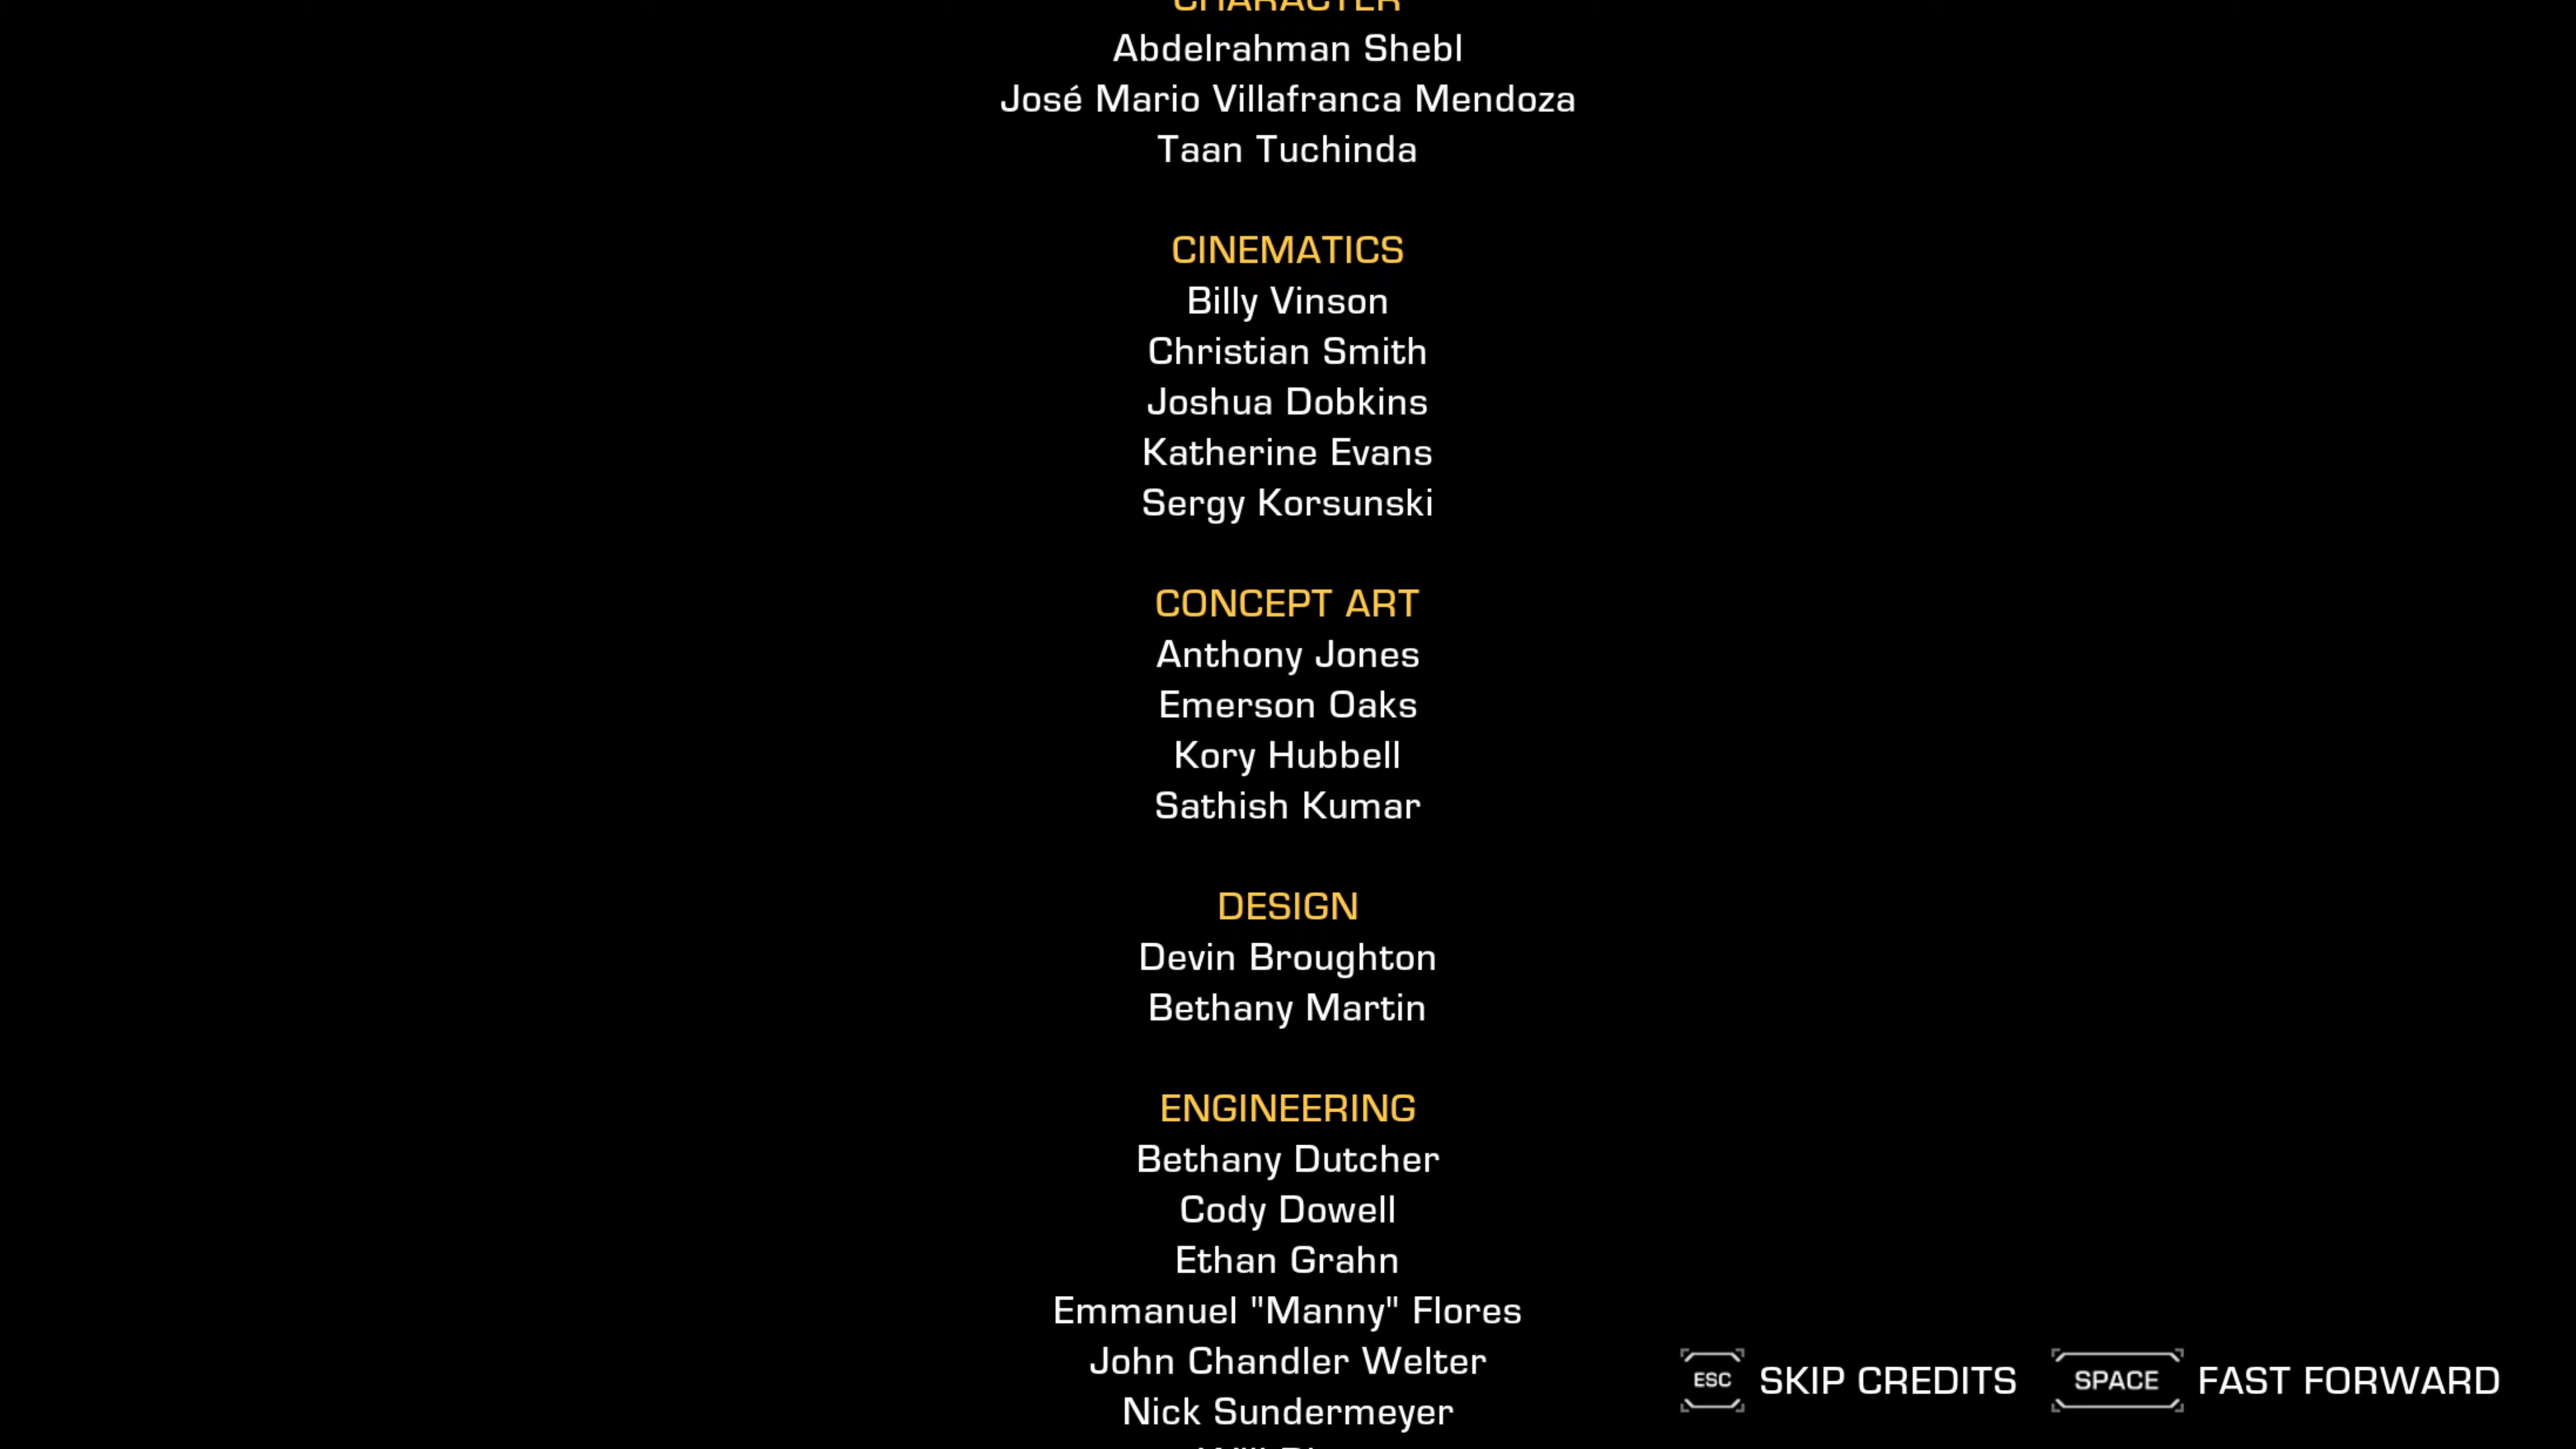 CHARACTER
Abdelrahman Shebl
José Mario Villafranca Mendoza
Taan Tuchinda
CINEMATICS
Billy Vinson
Christian Smith
Joshua Dobkins
Katherine Evans
Sergy Korsunski
CONCEPT ART
Anthony Jones
Emerson Oaks
Kory Hubbell
Sathish Kumar
DESIGN
Devin Broughton
Bethany Martin
ENGINEERING
Bethany Dutcher
Cody Dowell
Ethan Grahn
Emmanuel "Manny" Flores
John Chandler Welter
Nick Sundermeyer
ESC SKIP CREDITS SPACE FAST FORWARD